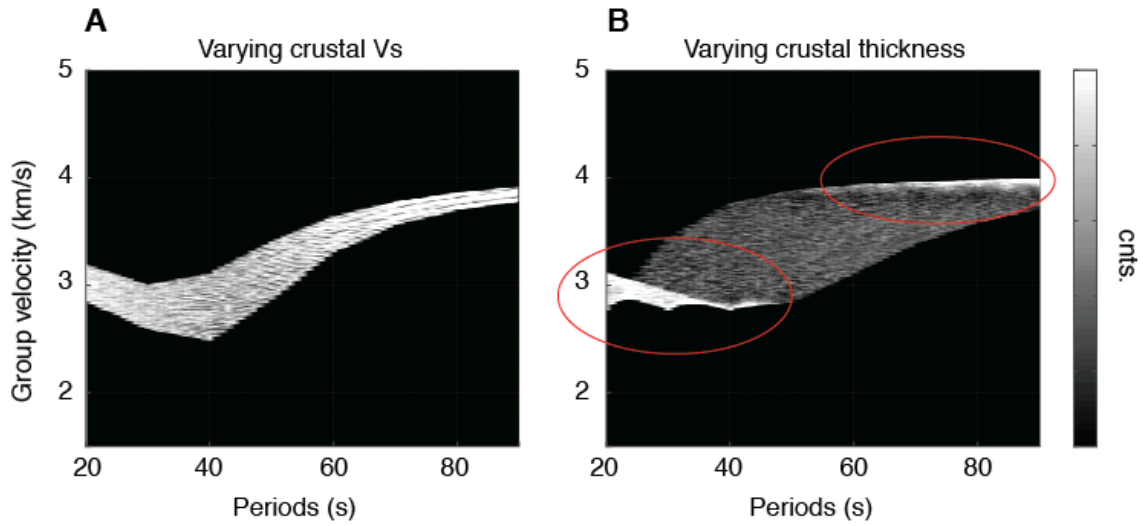 A
Varying crustal Vs
5
4
3
2
20
40
60
80
Group velocity (km/s)
Periods (s)
B
Varying crustal thickness
5
4
3
2
20
40
60
80
Periods (s)
cnts.